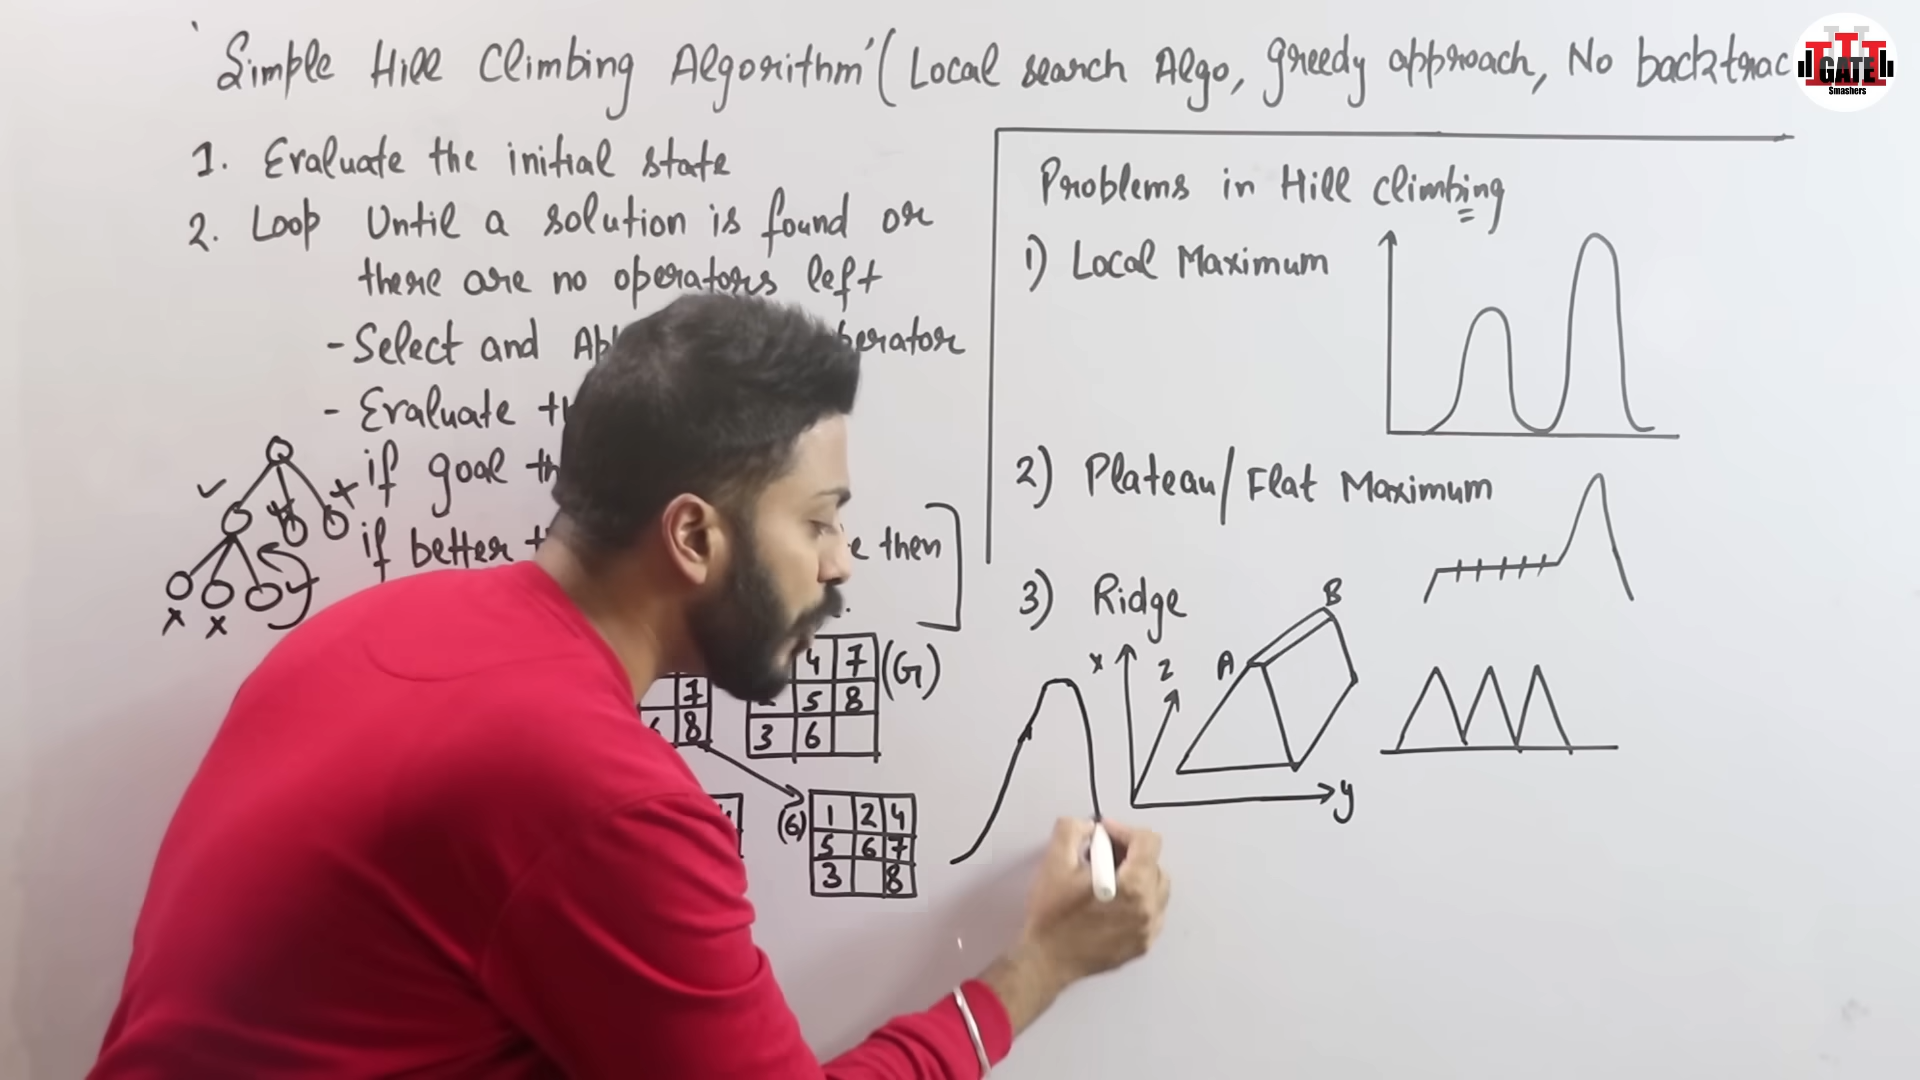 'Simple Hill Climbing Algorithm' (Local search Algo, greedy approach, No backtrac
GATE
Smashers
1. Evaluate the initial state
2. Loop Until a solution is found or
there are no operators left
- Select and
- Evaluate
if goal
if better
then
Problems in Hill climbing
1) Local Maximum
2) Plateau/Flat Maximum
3) Ridge
A
B
x
z
y
4 7 (G)
5 8
3 6
7
8
(G) 1 2 4
5 6 7
3 8